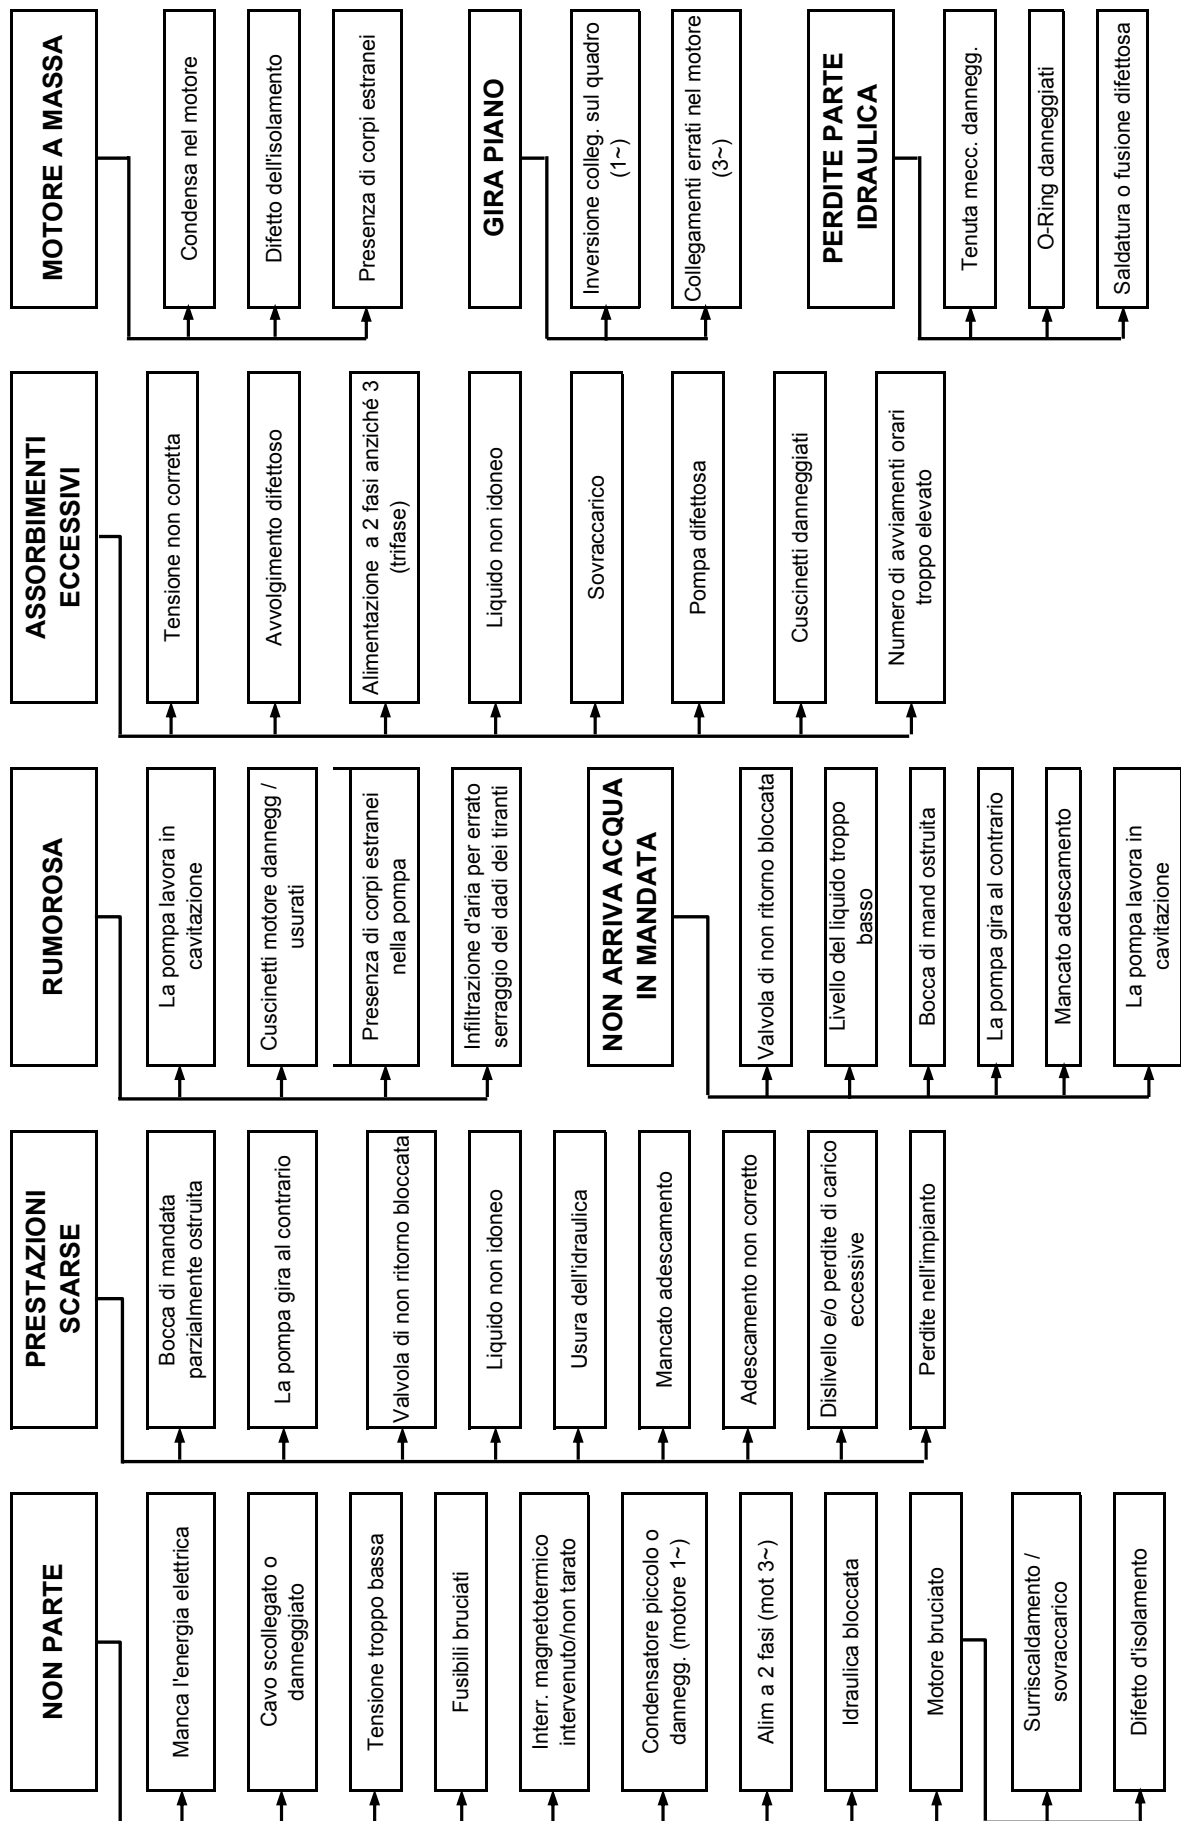 NON PARTE
Manca l'energia elettrica
Cavo scollegato o
danneggiato
Tensione troppo bassa
Fusibili bruciati
Interr. magnetotermico
intervenuto/non tarato
Condensatore piccolo o
dannegg. (motore 1~)
Alim a 2 fasi (mot 3~)
Idraulica bloccata
Motore bruciato
Surriscaldamento /
sovraccarico
Difetto d'isolamento
PRESTAZIONI
SCARSE
Bocca di mandata
parzialmente ostruita
La pompa gira al contrario
Valvola di non ritorno bloccata
Liquido non idoneo
Usura dell'idraulica
Mancato adescamento
Adescamento non corretto
Dislivello e/o perdite di carico
eccessive
Perdite nell'impianto
RUMOROSA
La pompa lavora in
cavitazione
Cuscinetti motore dannegg /
usurati
Presenza di corpi estranei
nella pompa
Infiltrazione d'aria per errato
serraggio dei dadi dei tiranti
NON ARRIVA ACQUA
IN MANDATA
Valvola di non ritorno bloccata
Livello del liquido troppo
basso
Bocca di mand ostruita
La pompa gira al contrario
Mancato adescamento
La pompa lavora in
cavitazione
ASSORBIMENTI
ECCESSIVI
Tensione non corretta
Avvolgimento difettoso
Alimentazione  a 2 fasi anziché 3
(trifase)
Liquido non idoneo
Sovraccarico
Pompa difettosa
Cuscinetti danneggiati
Numero di avviamenti orari
troppo elevato
MOTORE A MASSA
Condensa nel motore
Difetto dell'isolamento
Presenza di corpi estranei
GIRA PIANO
Inversione colleg. sul quadro
(1~)
Collegamenti errati nel motore
(3~)
PERDITE PARTE
IDRAULICA
Tenuta mecc. dannegg.
O-Ring danneggiati
Saldatura o fusione difettosa